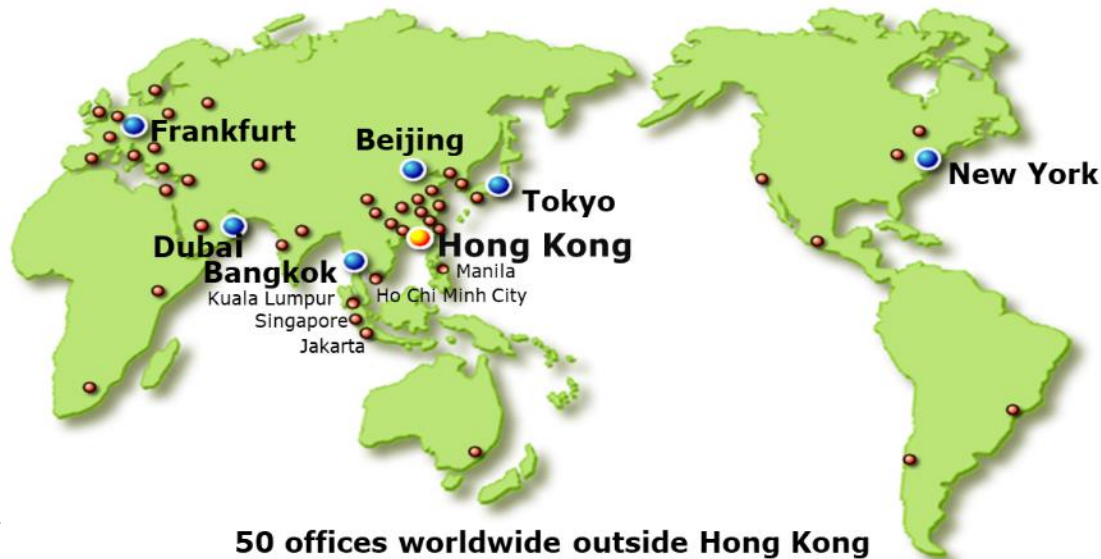 Frankfurt
Beijing
New York
Tokyo
Dubai
Hong Kong
Bangkok
Manila
Kuala Lumpur
Ho Chi Minh City
Singapore
Jakarta
50 offices worldwide outside Hong Kong